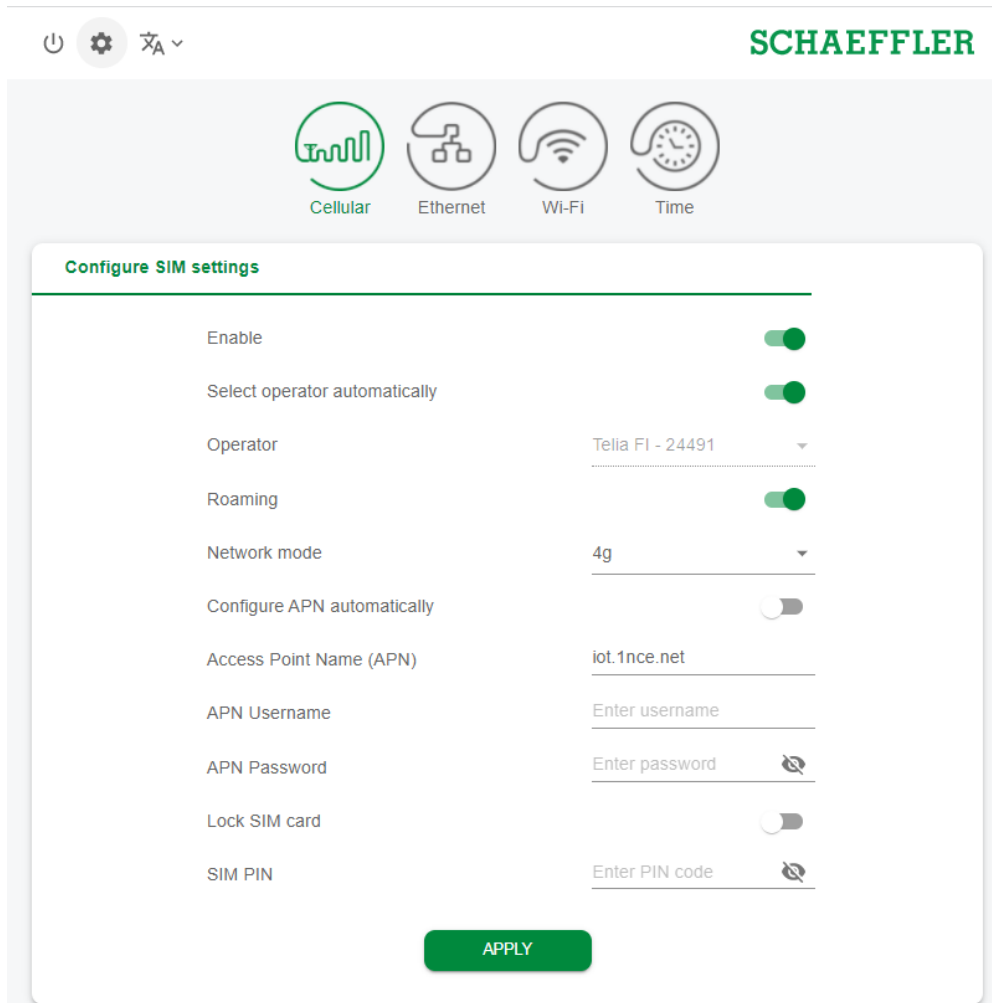 SCHAEFFLER
Cellular Ethernet Wi-Fi Time
Configure SIM settings
Enable
Select operator automatically
Operator Telia FI - 24491
Roaming
Network mode 4g
Configure APN automatically
Access Point Name (APN) iot.1nce.net
APN Username Enter username
APN Password Enter password
Lock SIM card
SIM PIN Enter PIN code
APPLY